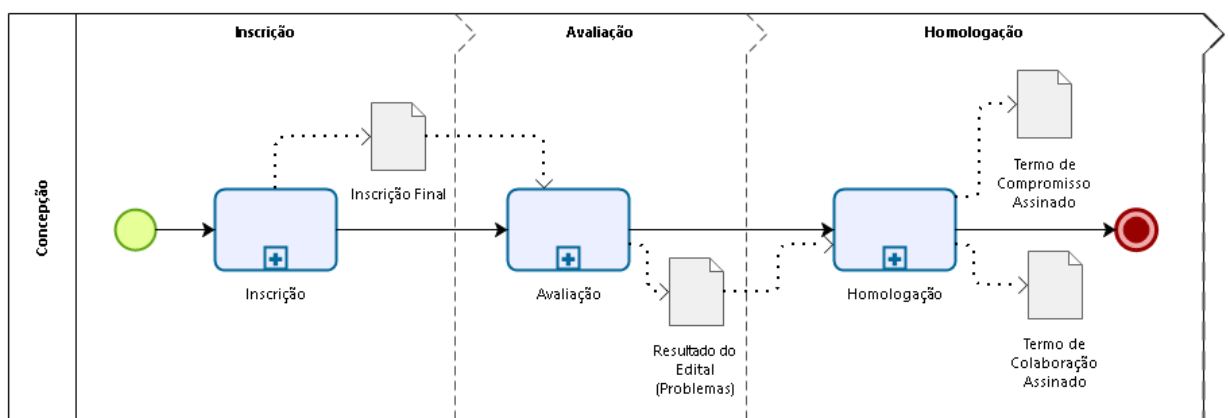 Inscrição
Avaliação
Homologação
Concepção
Inscrição Final
Termo de
Compromisso
Assinado
Inscrição
Avaliação
Homologação
Resultado do
Edital
(Problemas)
Termo de
Colaboração
Assinado